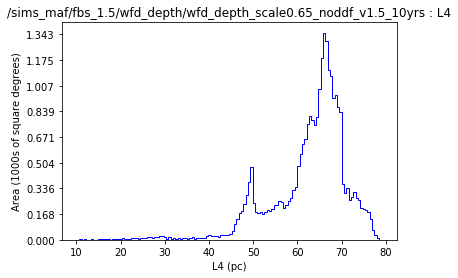 /sims_maf/fbs_1.5/wfd_depth/wfd_depth_scale0.65_noddf_v1.5_10yrs : L4
1.343
1.175
1.007
0.839
0.671
0.504
0.336
0.168
0.000
Area (1000s of square degrees)
10 20 30 40 50 60 70 80
L4 (pc)